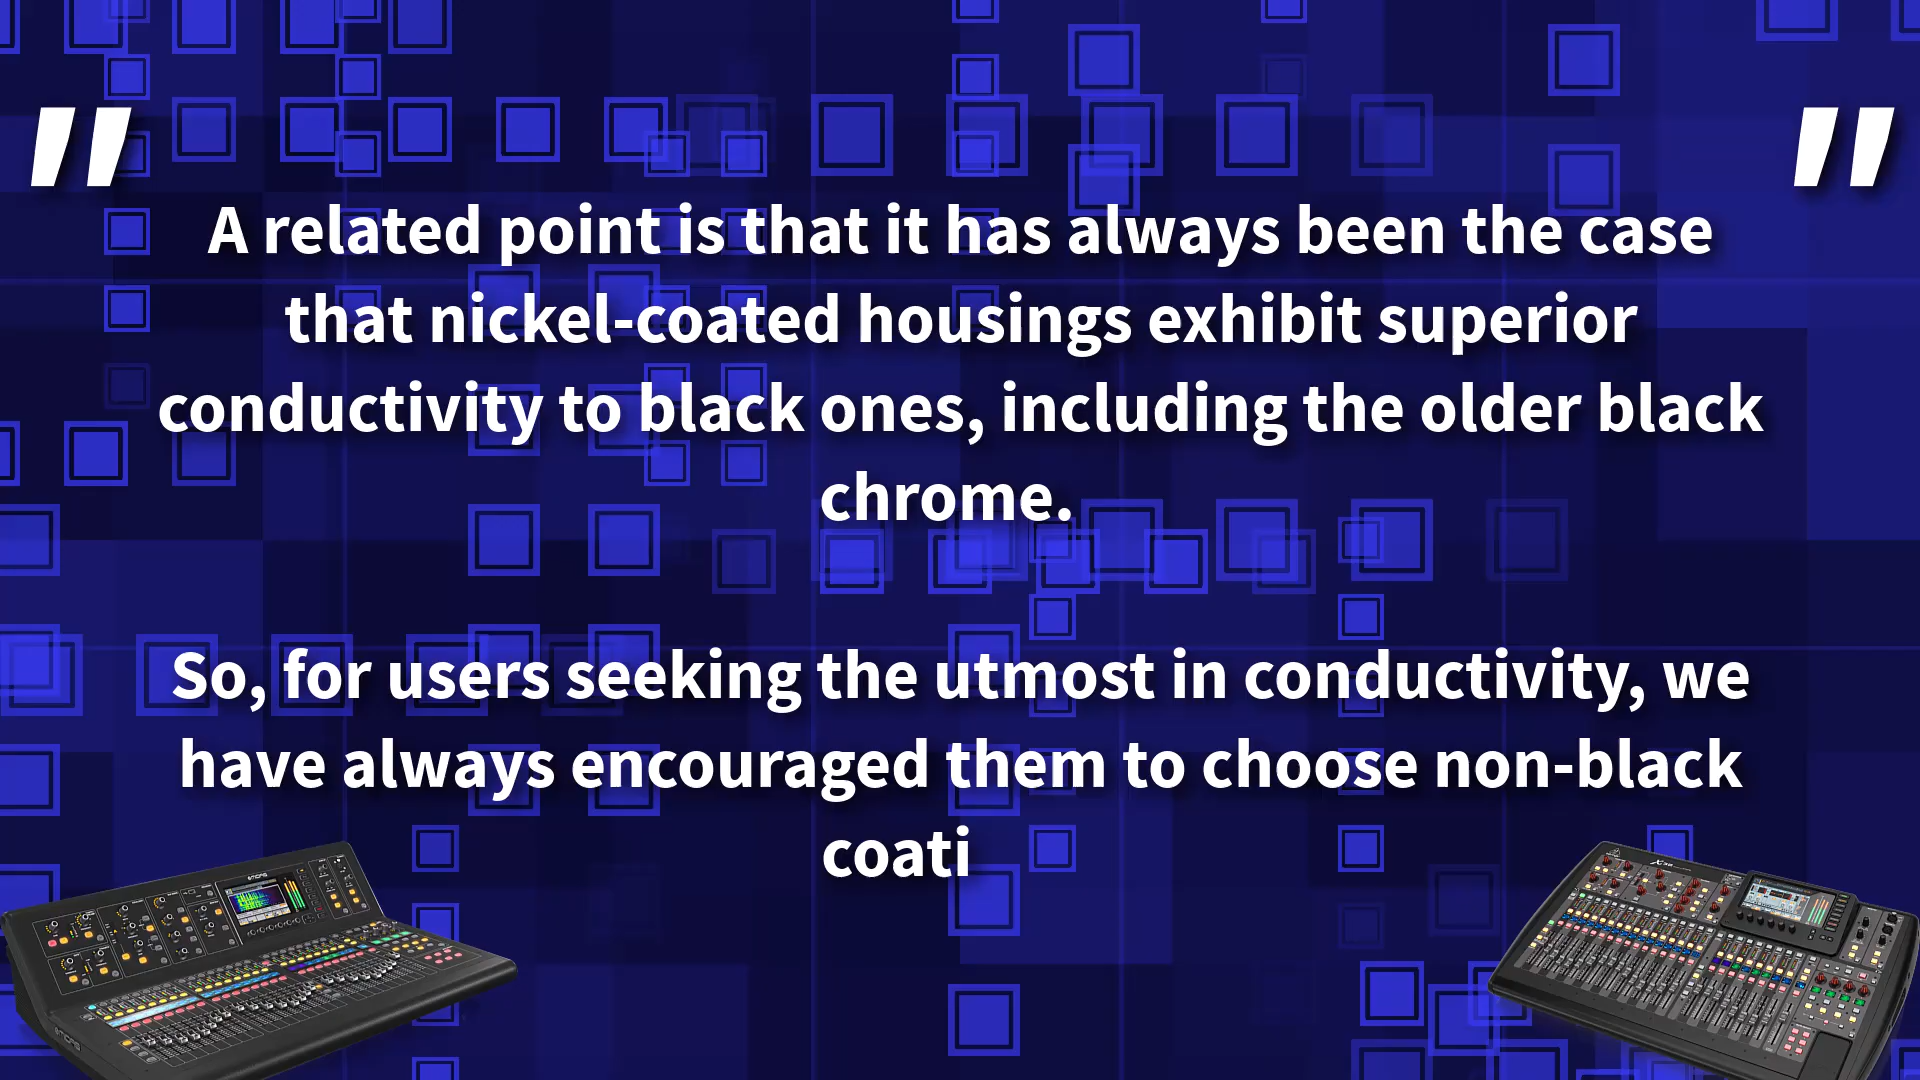 " "
A related point is that it has always been the case
that nickel-coated housings exhibit superior
conductivity to black ones, including the older black
chrome.
So, for users seeking the utmost in conductivity, we
have always encouraged them to choose non-black
coati
MIDAS
X32